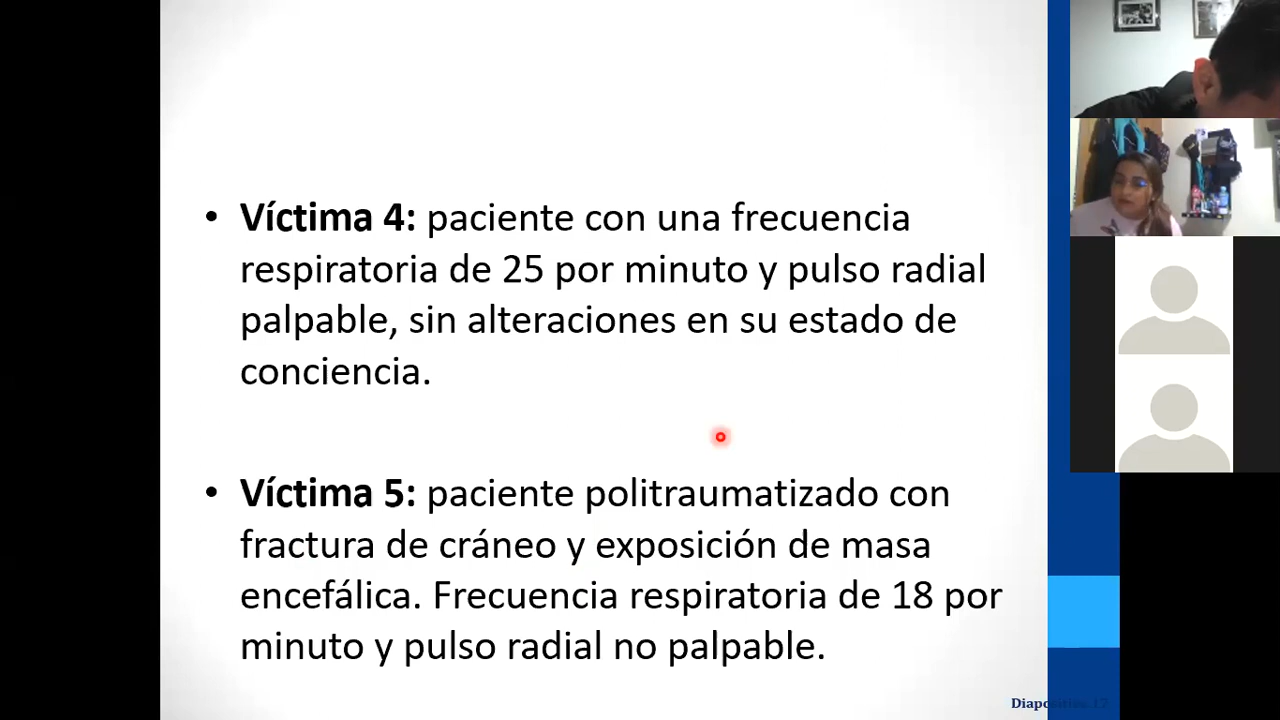 • Víctima 4: paciente con una frecuencia
respiratoria de 25 por minuto y pulso radial
palpable, sin alteraciones en su estado de
conciencia.
• Víctima 5: paciente politraumatizado con
fractura de cráneo y exposición de masa
encefálica. Frecuencia respiratoria de 18 por
minuto y pulso radial no palpable.
Diapositiva 17